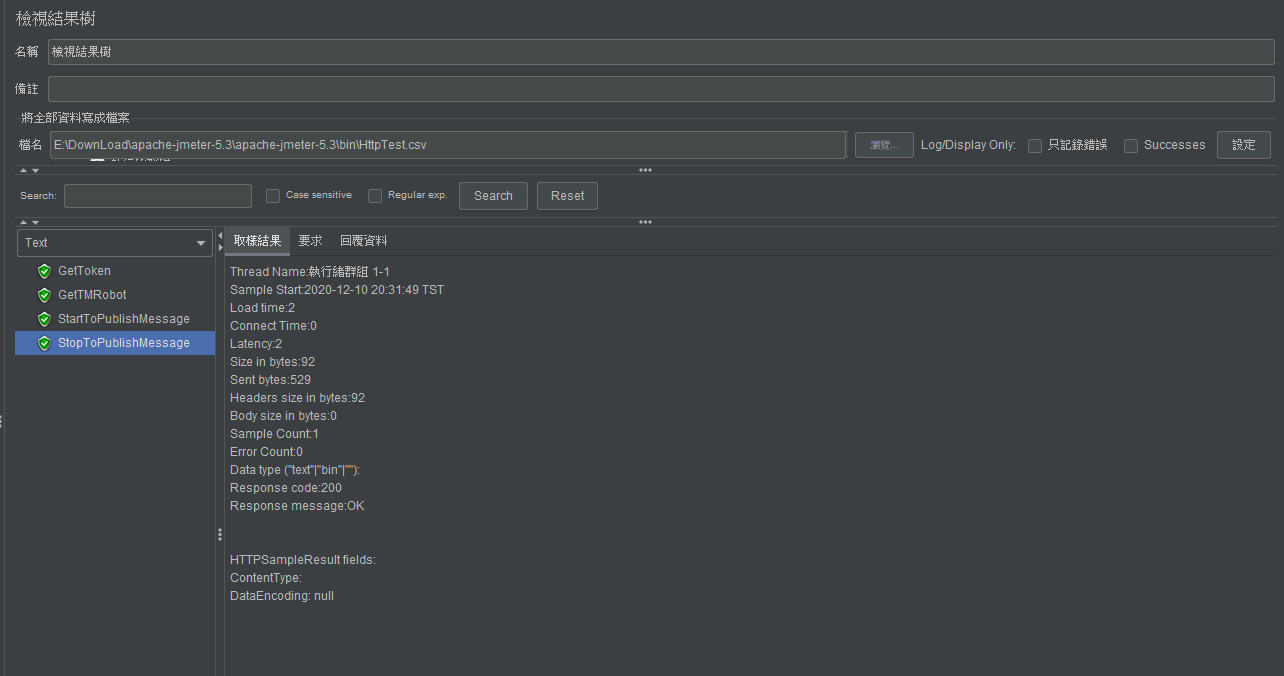 檢視結果樹
名稱 檢視結果樹
備註
將全部資料寫成檔案
檔名 E:\DownLoad\apache-jmeter-5.3\apache-jmeter-5.3\bin\HttpTest.csv 瀏覽... Log/Display Only: 只記錄錯誤 Successes 設定
Search: Case sensitive Regular exp. Search Reset
Text
GetToken
GetTMRobot
StartToPublishMessage
StopToPublishMessage
取樣結果 要求 回覆資料
Thread Name:執行緒群組 1-1
Sample Start:2020-12-10 20:31:49 TST
Load time:2
Connect Time:0
Latency:2
Size in bytes:92
Sent bytes:529
Headers size in bytes:92
Body size in bytes:0
Sample Count:1
Error Count:0
Data type ("text"|"bin"|""):
Response code:200
Response message:OK
HTTPSampleResult fields:
ContentType:
DataEncoding: null